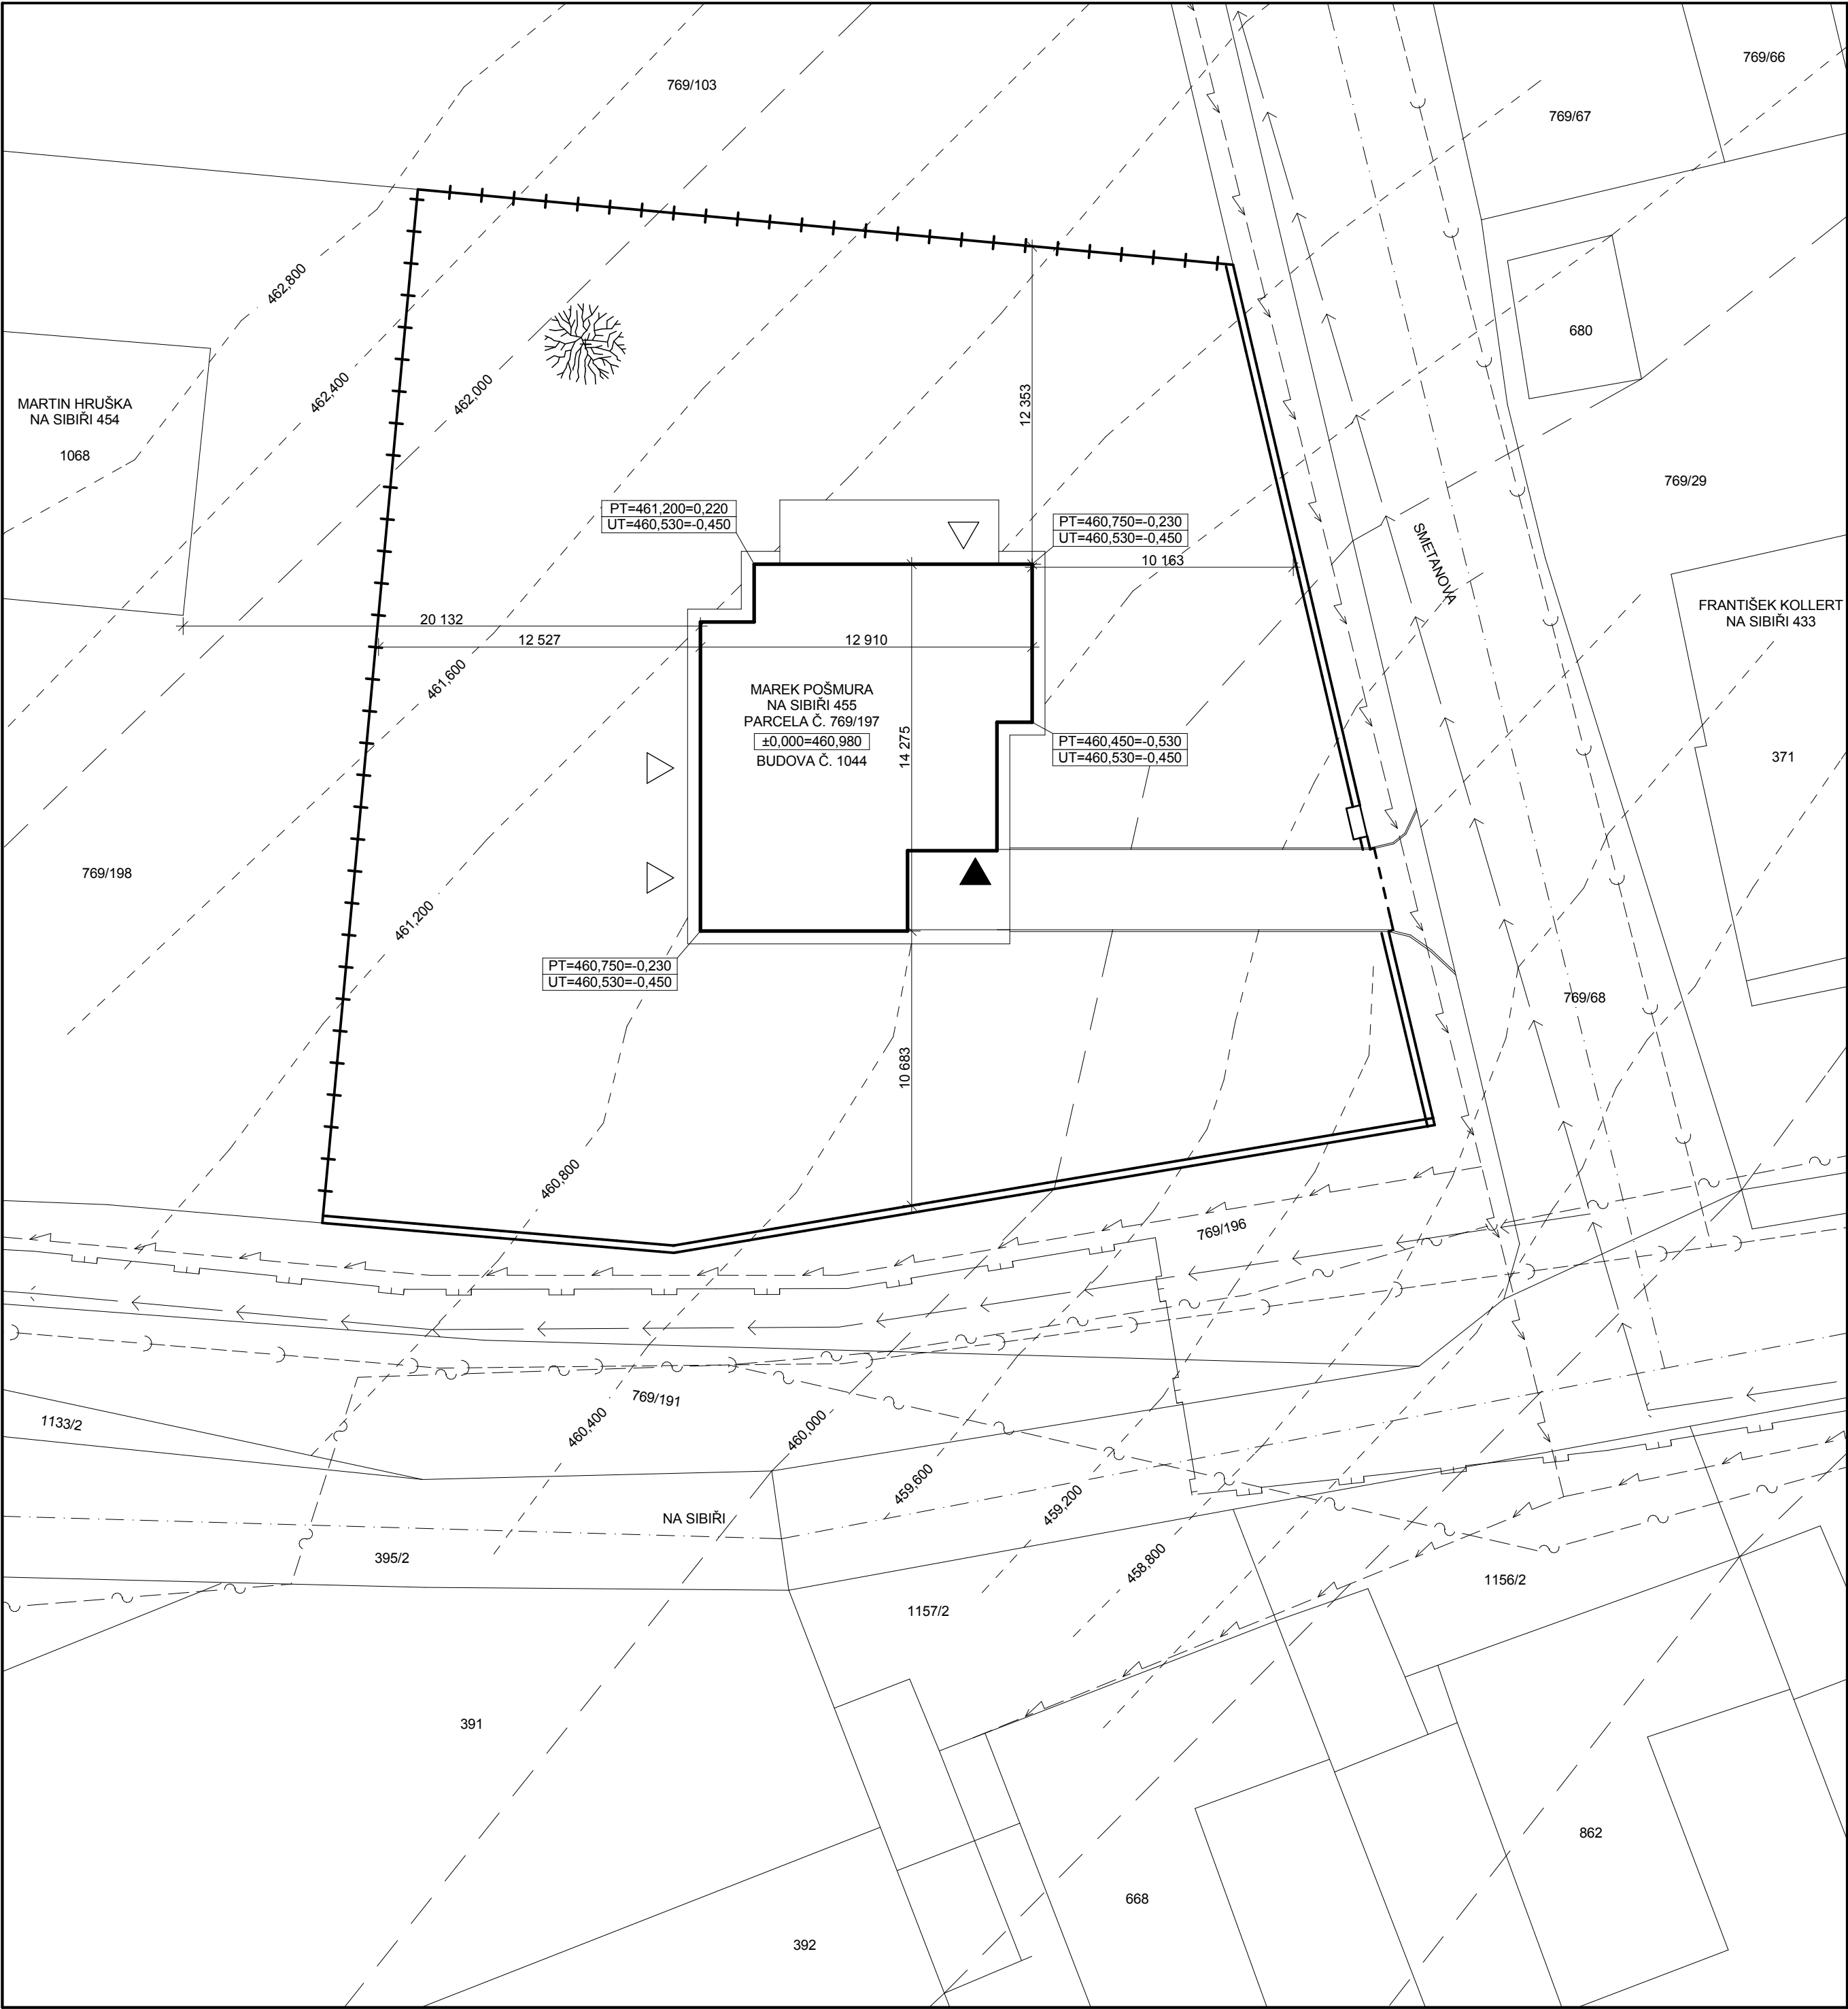 769/103
769/66
769/67
462,800
680
462,400
462,000
MARTIN HRUŠKA
NA SIBIŘI 454
1068
12 353
769/29
PT=461,200=0,220
UT=460,530=-0,450
PT=460,750=-0,230
UT=460,530=-0,450
10 163
SMETANOVA
FRANTIŠEK KOLLERT
NA SIBIŘI 433
20 132
12 527
12 910
461,600
MAREK POŠMURA
NA SIBIŘI 455
PARCELA Č. 769/197
±0,000=460,980
BUDOVA Č. 1044
14 275
PT=460,450=-0,530
UT=460,530=-0,450
371
769/198
461,200
PT=460,750=-0,230
UT=460,530=-0,450
769/68
10 683
460,800
769/196
769/191
1133/2
460,400
460,000
459,600
459,200
NA SIBIŘI
395/2
458,800
1156/2
1157/2
391
862
668
392